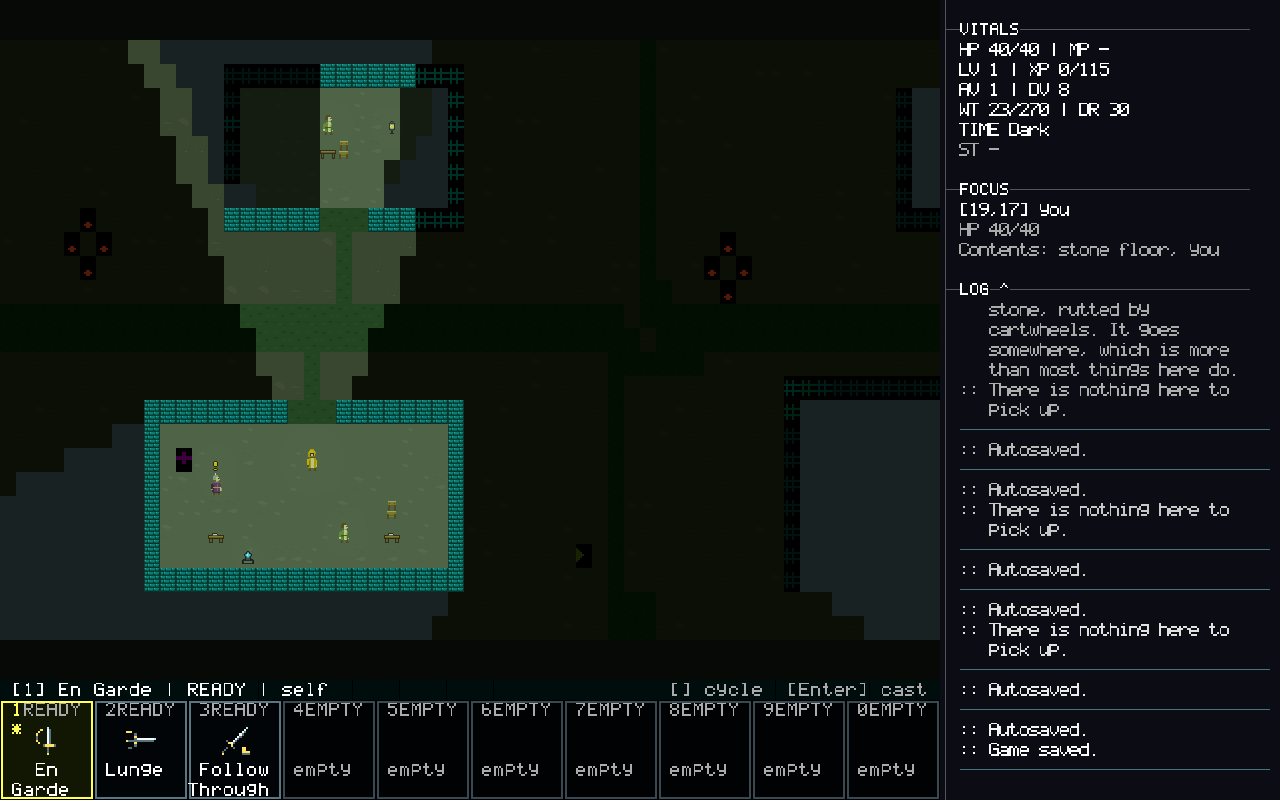 VITALS
HP 40/40 | MP -
LV 1 | XP 0/115
AV 1 | DV 8
WT 23/270 | DR 30
TIME Dark
ST -
FOCUS
[19,17] You
HP 40/40
Contents: stone floor, you
LOG ^
stone, rutted by
cartwheels. It goes
somewhere, which is more
than most things here do.
:: There is nothing here to
Pick up.
:: Autosaved.
:: Autosaved.
:: There is nothing here to
Pick up.
:: Autosaved.
:: Autosaved.
:: There is nothing here to
Pick up.
:: Autosaved.
:: Autosaved.
:: Game saved.
[1] En Garde | READY | self
[] cycle [Enter] cast
1READY 2READY 3READY 4EMPTY 5EMPTY 6EMPTY 7EMPTY 8EMPTY 9EMPTY 0EMPTY
*
En Garde
Lunge
Follow Through
empty empty empty empty empty empty empty